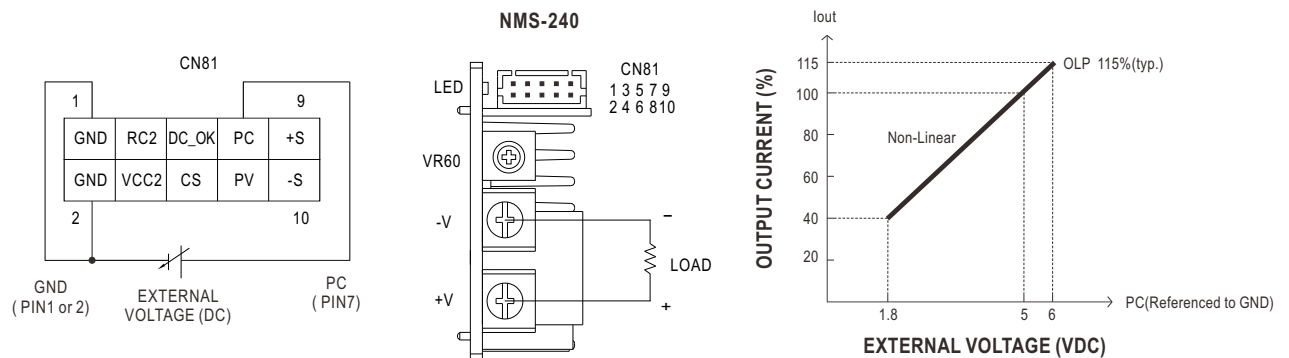 NMS-240
CN81
1 9
GND RC2 DC_OK PC +S
GND VCC2 CS PV -S
2 10
GND
( PIN1 or 2)
EXTERNAL
VOLTAGE (DC)
PC
( PIN7)
LED
CN81
1 3 5 7 9
2 4 6 8 10
VR60
-V
+V
−
LOAD
+
Iout
OUTPUT CURRENT (%)
115
100
80
60
40
20
OLP 115%(typ.)
Non-Linear
1.8 5 6
PC(Referenced to GND)
EXTERNAL VOLTAGE (VDC)